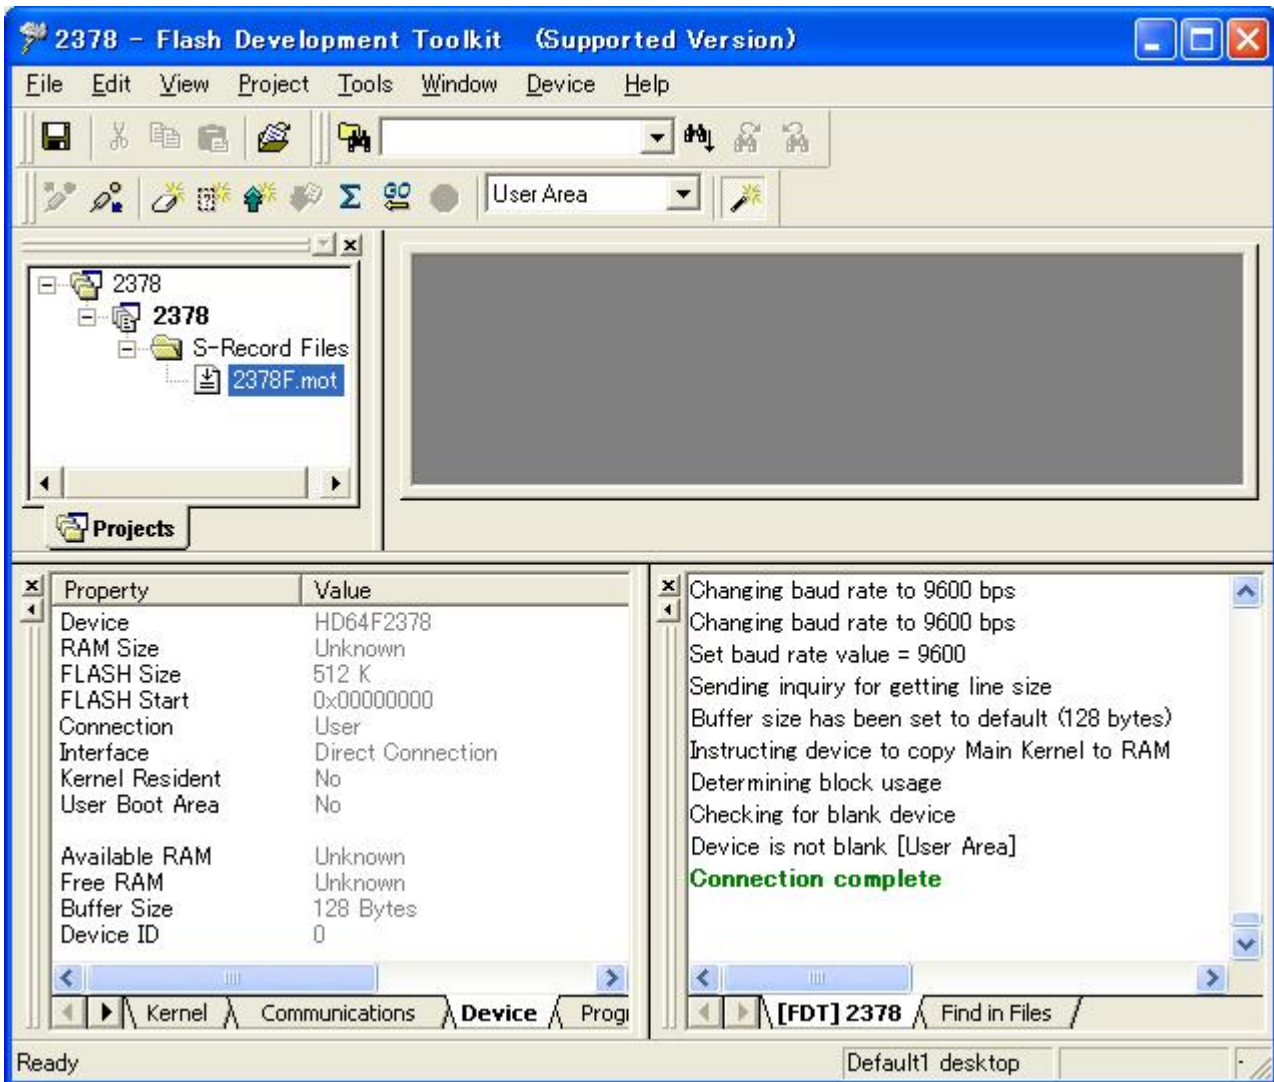 2378 - Flash Development Toolkit (Supported Version)
File Edit View Project Tools Window Device Help
User Area
2378
2378
S-Record Files
2378F.mot
Projects
Property Value
Device HD64F2378
RAM Size Unknown
FLASH Size 512 K
FLASH Start 0x00000000
Connection User
Interface Direct Connection
Kernel Resident No
User Boot Area No
Available RAM Unknown
Free RAM Unknown
Buffer Size 128 Bytes
Device ID 0
Kernel Communications Device Progr
Changing baud rate to 9600 bps
Changing baud rate to 9600 bps
Set baud rate value = 9600
Sending inquiry for getting line size
Buffer size has been set to default (128 bytes)
Instructing device to copy Main Kernel to RAM
Determining block usage
Checking for blank device
Device is not blank [User Area]
Connection complete
[FDT] 2378 Find in Files
Ready Default1 desktop